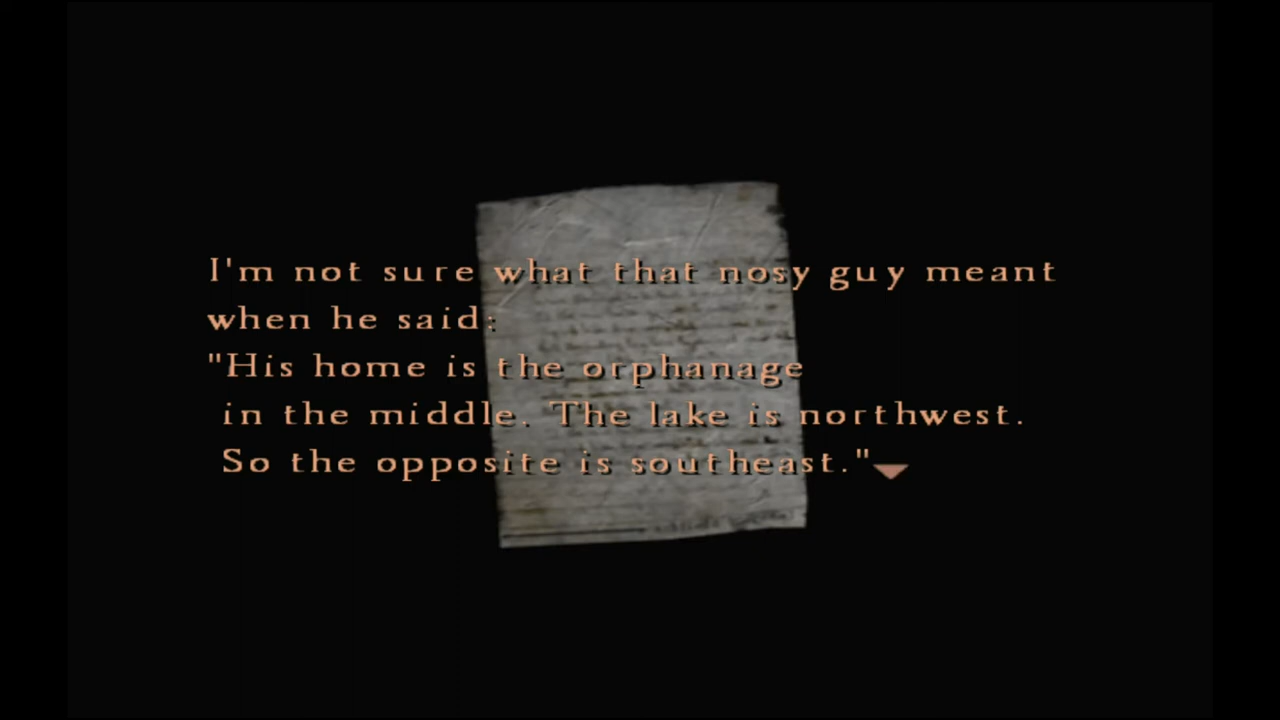 I'm not sure what that nosy guy meant
when he said:
"His home is the orphanage
in the middle. The lake is northwest.
So the opposite is southeast."